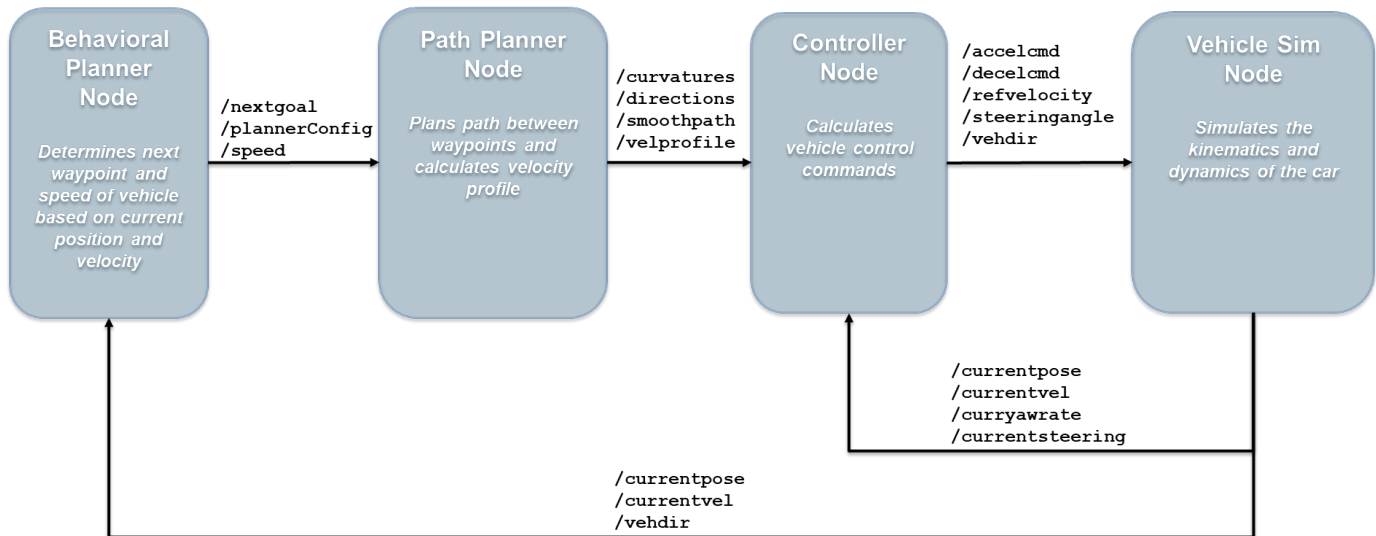 Behavioral
Planner
Node
Determines next
waypoint and
speed of vehicle
based on current
position and
velocity
/nextgoal
/plannerConfig
/speed
Path Planner
Node
Plans path between
waypoints and
calculates velocity
profile
/curvatures
/directions
/smoothpath
/velprofile
Controller
Node
Calculates
vehicle control
commands
/accelcmd
/decelcmd
/refvelocity
/steeringangle
/vehdir
Vehicle Sim
Node
Simulates the
kinematics and
dynamics of the car
/currentpose
/currentvel
/curryawrate
/currentsteering
/currentpose
/currentvel
/vehdir